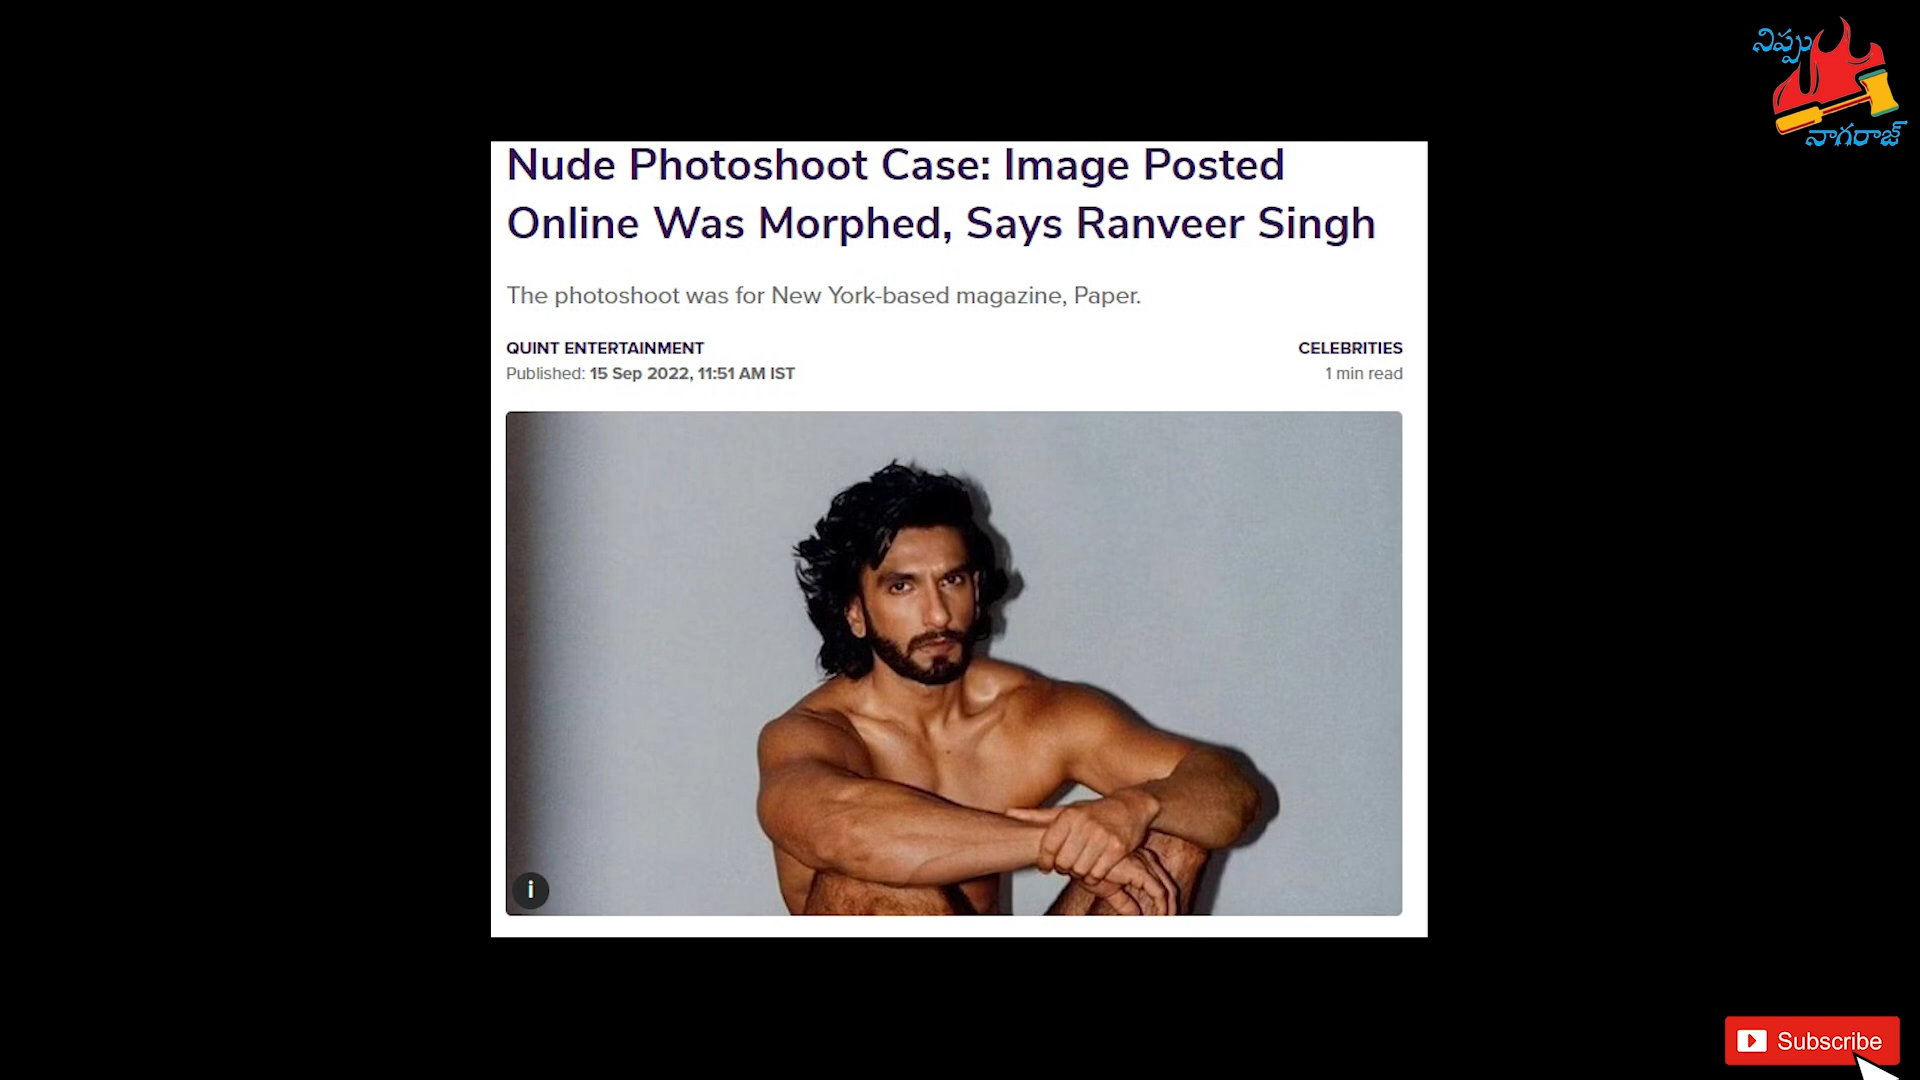 నిప్పు
నాగరాజ్
Nude Photoshoot Case: Image Posted
Online Was Morphed, Says Ranveer Singh
The photoshoot was for New York-based magazine, Paper.
QUINT ENTERTAINMENT
CELEBRITIES
Published: 15 Sep 2022, 11:51 AM IST
1 min read
i
Subscribe